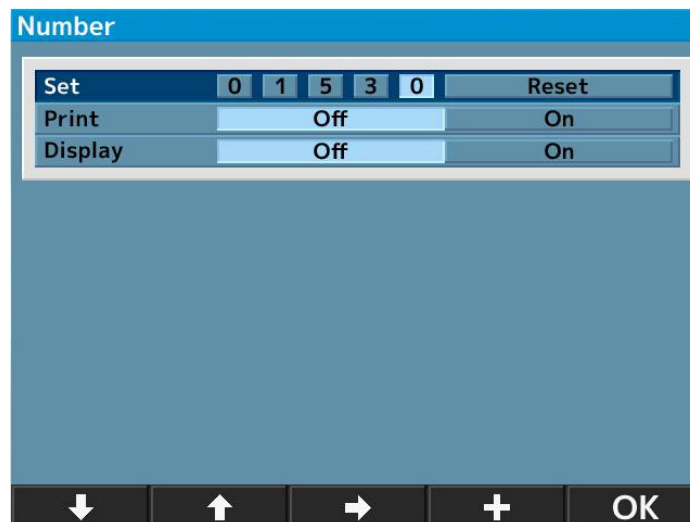 Number
Set 0 1 5 3 0 Reset
Print Off On
Display Off On
OK